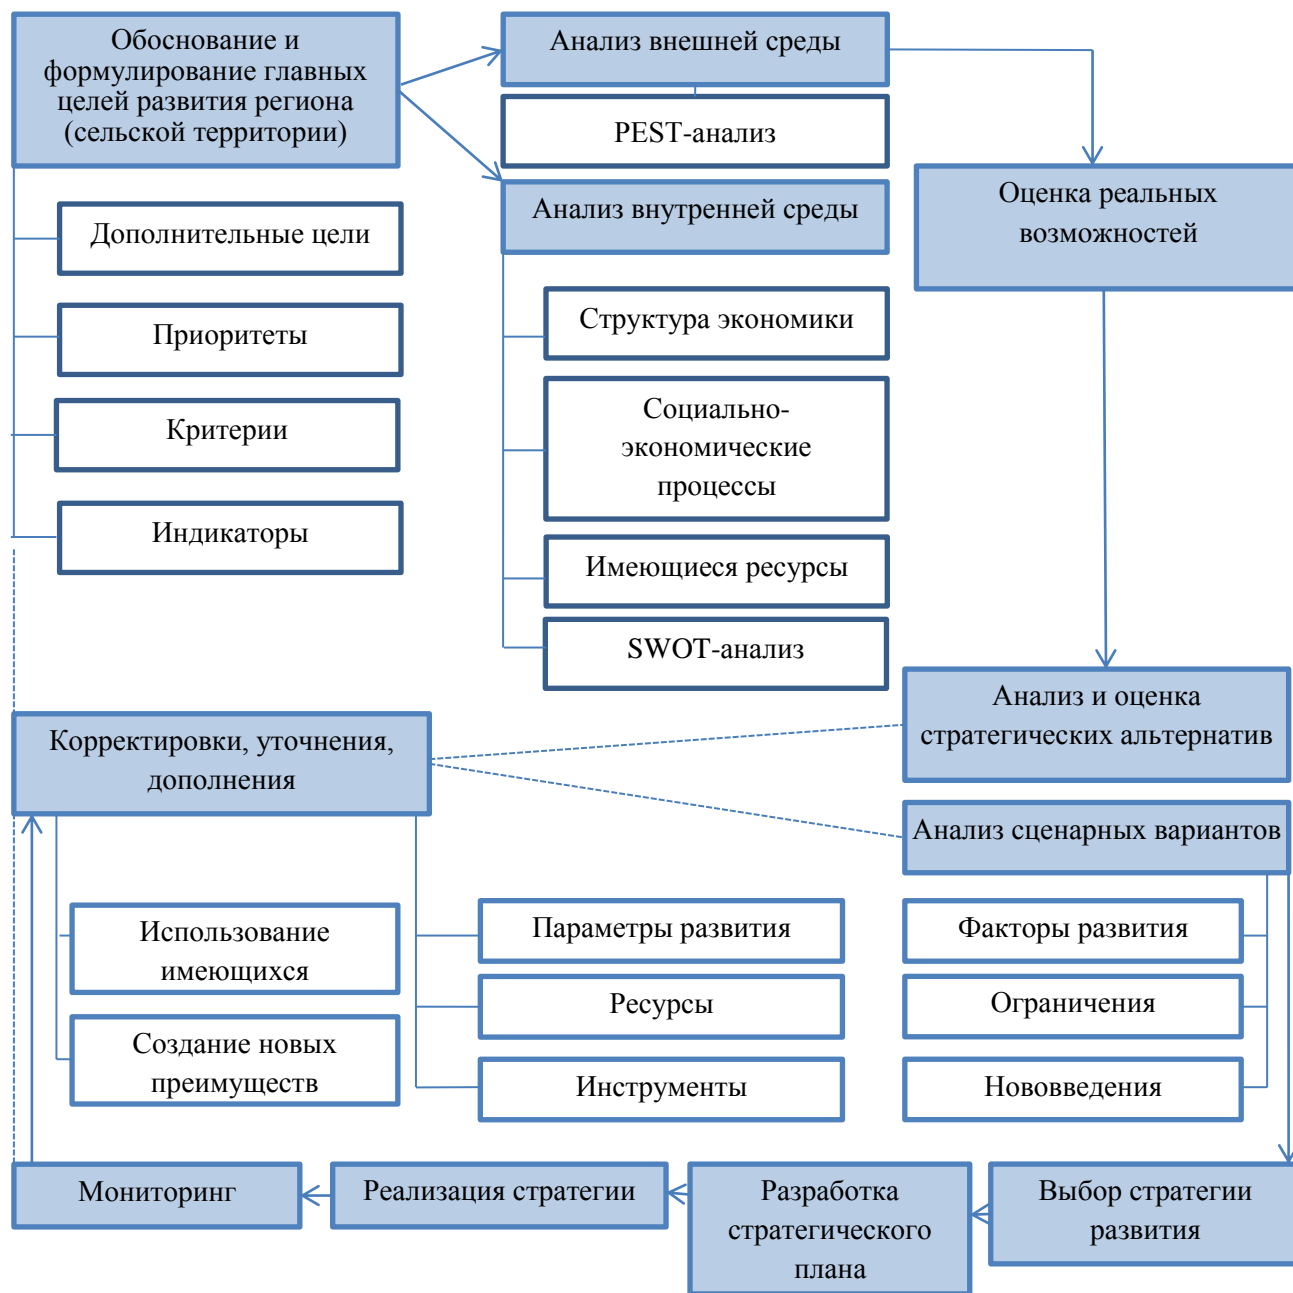 Обоснование и
формулирование главных
целей развития региона
(сельской территории)
Дополнительные цели
Приоритеты
Критерии
Индикаторы
Анализ внешней среды
PEST-анализ
Анализ внутренней среды
Структура экономики
Социально-
экономические
процессы
Имеющиеся ресурсы
SWOT-анализ
Оценка реальных
возможностей
Анализ и оценка
стратегических альтернатив
Анализ сценарных вариантов
Факторы развития
Ограничения
Нововведения
Корректировки, уточнения,
дополнения
Использование
имеющихся
Создание новых
преимуществ
Параметры развития
Ресурсы
Инструменты
Мониторинг
Реализация стратегии
Разработка
стратегического
плана
Выбор стратегии
развития